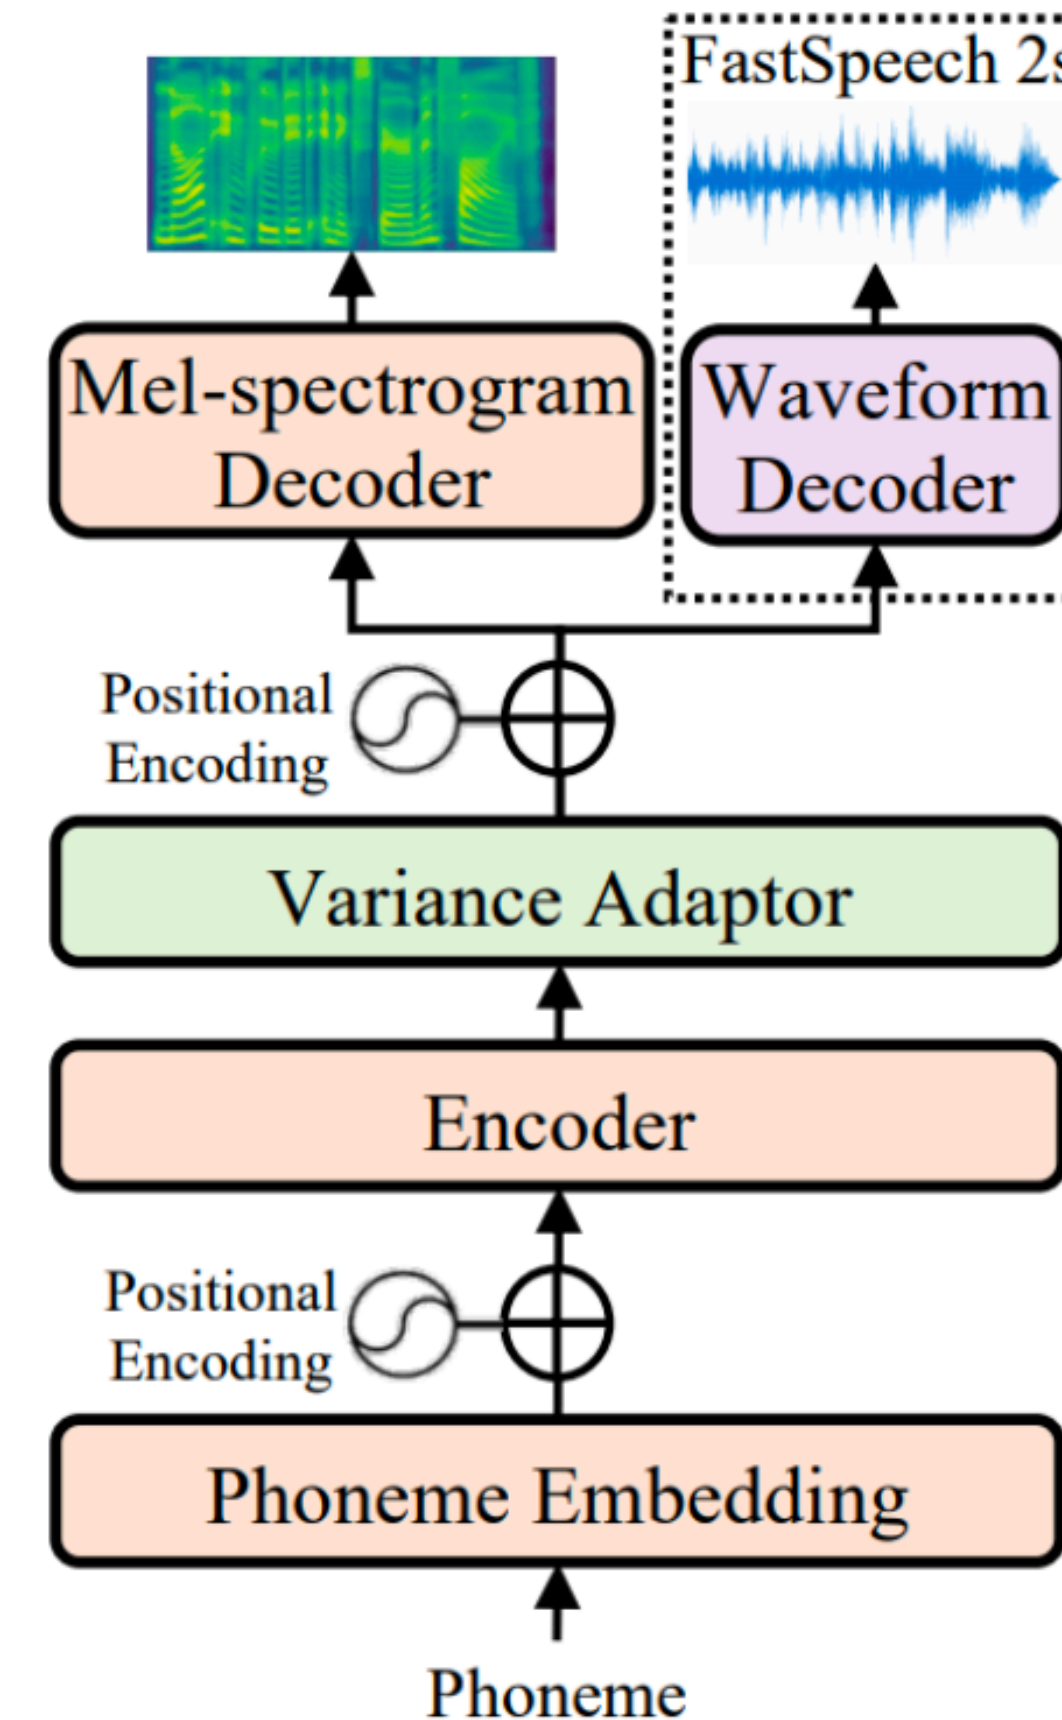 FastSpeech 2s
Mel-spectrogram
Decoder
Waveform
Decoder
Positional
Encoding
Variance Adaptor
Encoder
Positional
Encoding
Phoneme Embedding
Phoneme